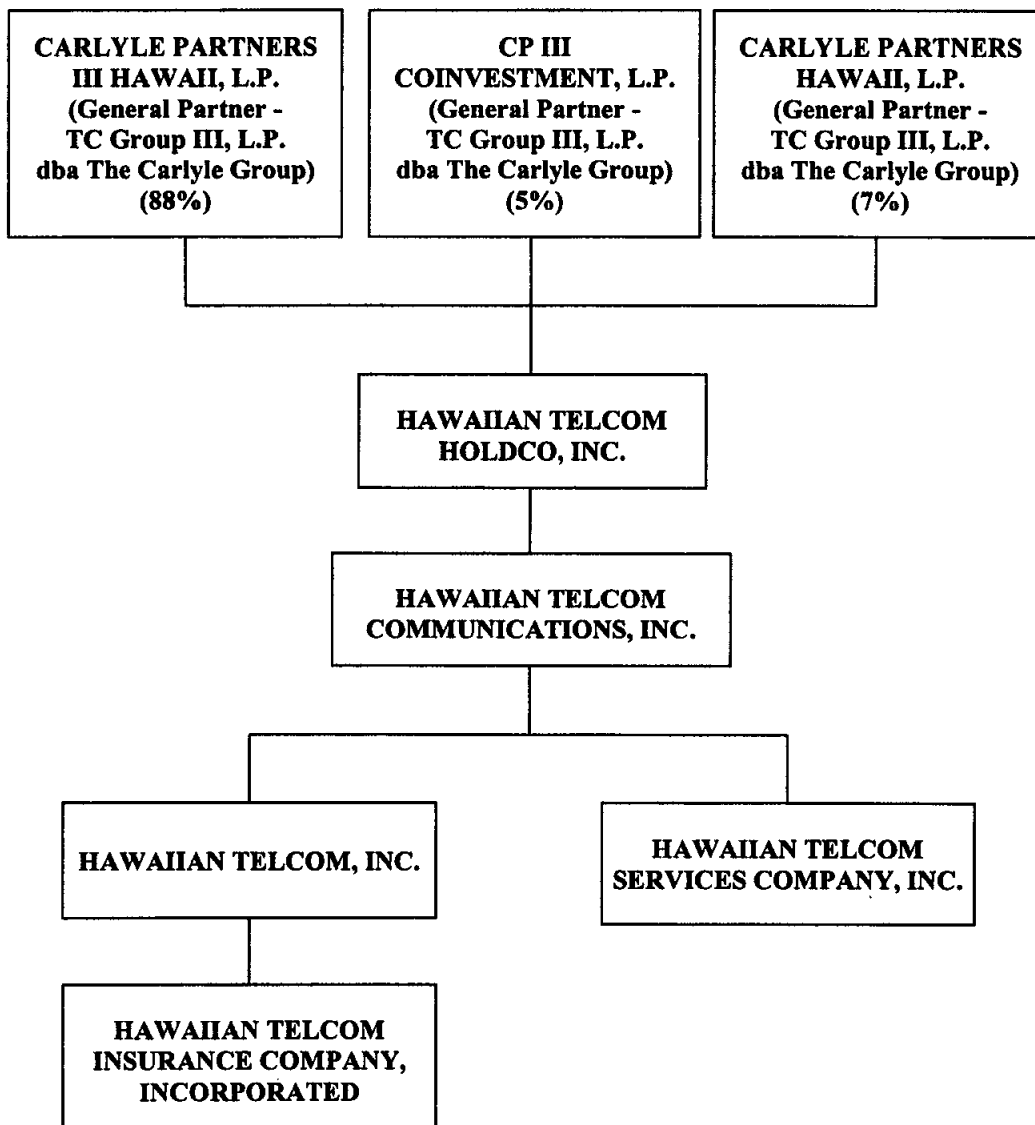 CARLYLE PARTNERS
III HAWAII, L.P.
(General Partner -
TC Group III, L.P.
dba The Carlyle Group)
(88%)
CP III
COINVESTMENT, L.P.
(General Partner -
TC Group III, L.P.
dba The Carlyle Group)
(5%)
CARLYLE PARTNERS
HAWAII, L.P.
(General Partner -
TC Group III, L.P.
dba The Carlyle Group)
(7%)
HAWAIIAN TELCOM
HOLDCO, INC.
HAWAIIAN TELCOM
COMMUNICATIONS, INC.
HAWAIIAN TELCOM, INC.
HAWAIIAN TELCOM
SERVICES COMPANY, INC.
HAWAIIAN TELCOM
INSURANCE COMPANY,
INCORPORATED